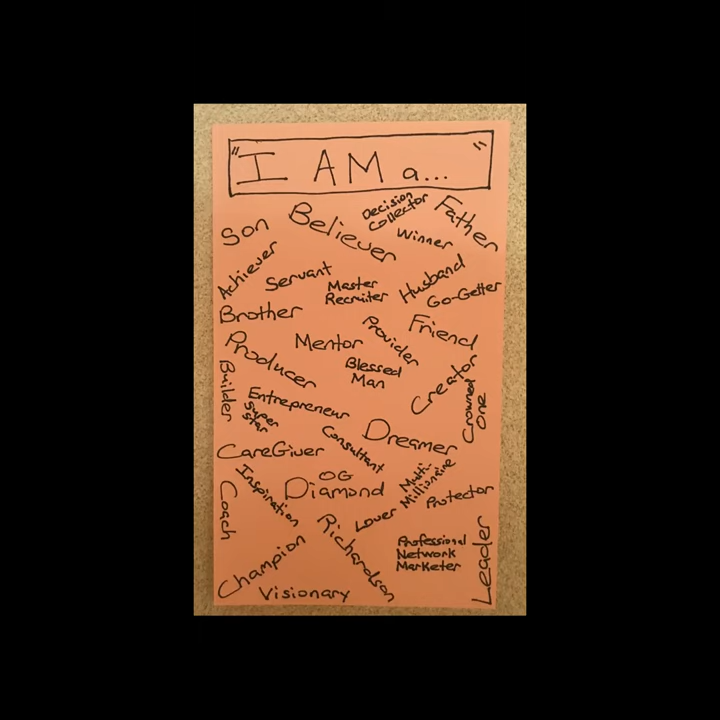 "I AM a..."
Son
Believer
Decision
Collector
Father
Winner
Achiever
Servant
Master
Recruiter
Husband
Go-Getter
Brother
Mentor
Provider
Friend
Producer
Blessed
Man
Creator
Builder
Entrepreneur
Super
Star
Crowned
One
Consultant
Dreamer
CareGiver
Inspiration
OG
Diamond
Multi-
Millionaire
Protector
Coach
Lover
Richardson
Professional
Network
Marketer
Leader
Champion
Visionary